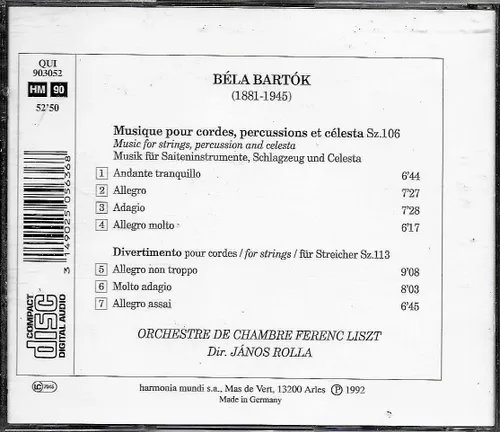 QUI
903052
HM 90
52'50
BÉLA BARTÓK
(1881-1945)
Musique pour cordes, percussions et célesta Sz.106
Music for strings, percussion and celesta
Musik für Saiteninstrumente, Schlagzeug und Celesta
1 Andante tranquillo 6'44
2 Allegro 7'27
3 Adagio 7'28
4 Allegro molto 6'17
Divertimento pour cordes / for strings / für Streicher Sz.113
5 Allegro non troppo 9'08
6 Molto adagio 8'03
7 Allegro assai 6'45
ORCHESTRE DE CHAMBRE FERENC LISZT
Dir. JÁNOS ROLLA
3 149025 056368
COMPACT
disc
DIGITAL AUDIO
harmonia mundi s.a., Mas de Vert, 13200 Arles Ⓟ 1992
Made in Germany